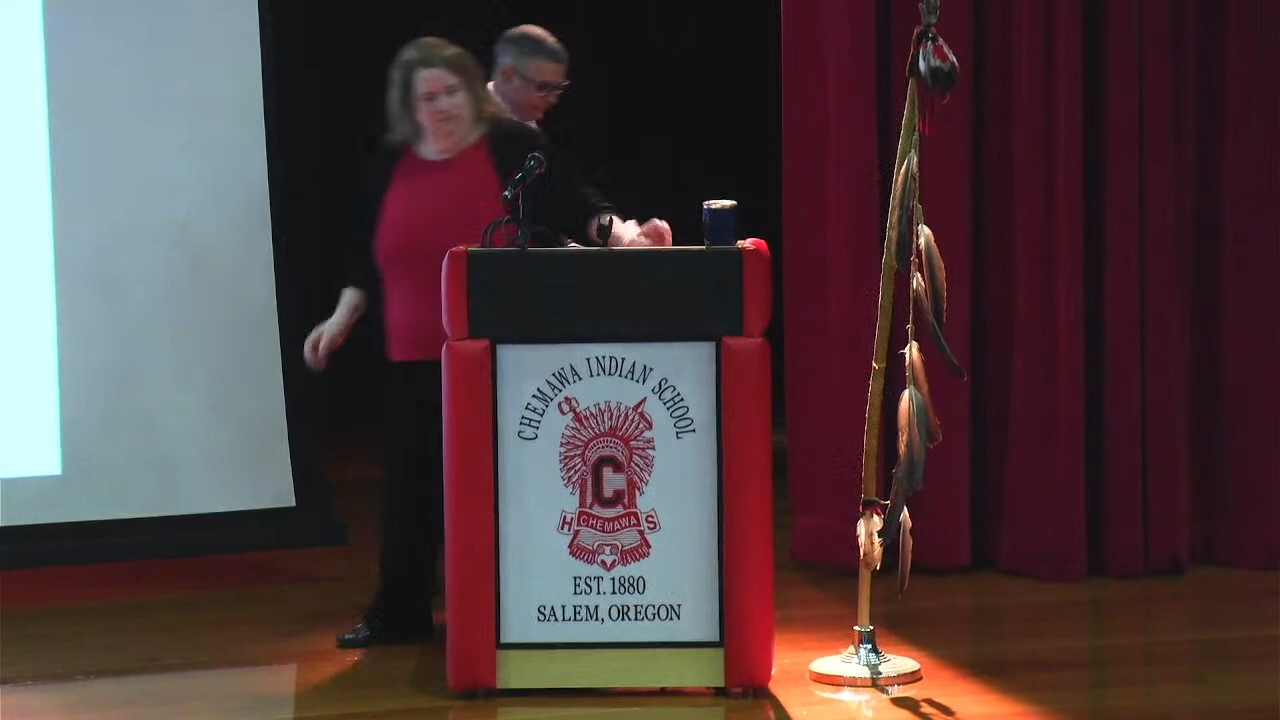 CHEMAWA INDIAN SCHOOL
C
H CHEMAWA S
EST. 1880
SALEM, OREGON